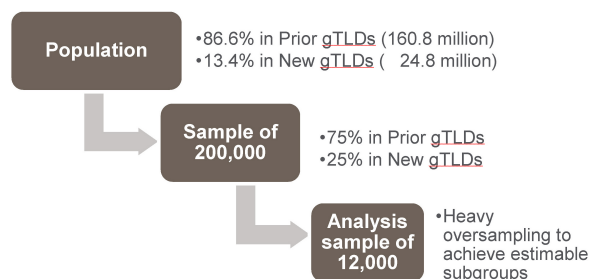 Population
•86.6% in Prior gTLDs (160.8 million)
•13.4% in New gTLDs (   24.8 million)
Sample of
200,000
•75% in Prior gTLDs
•25% in New gTLDs
Analysis
sample of
12,000
•Heavy
oversampling to
achieve estimable
subgroups